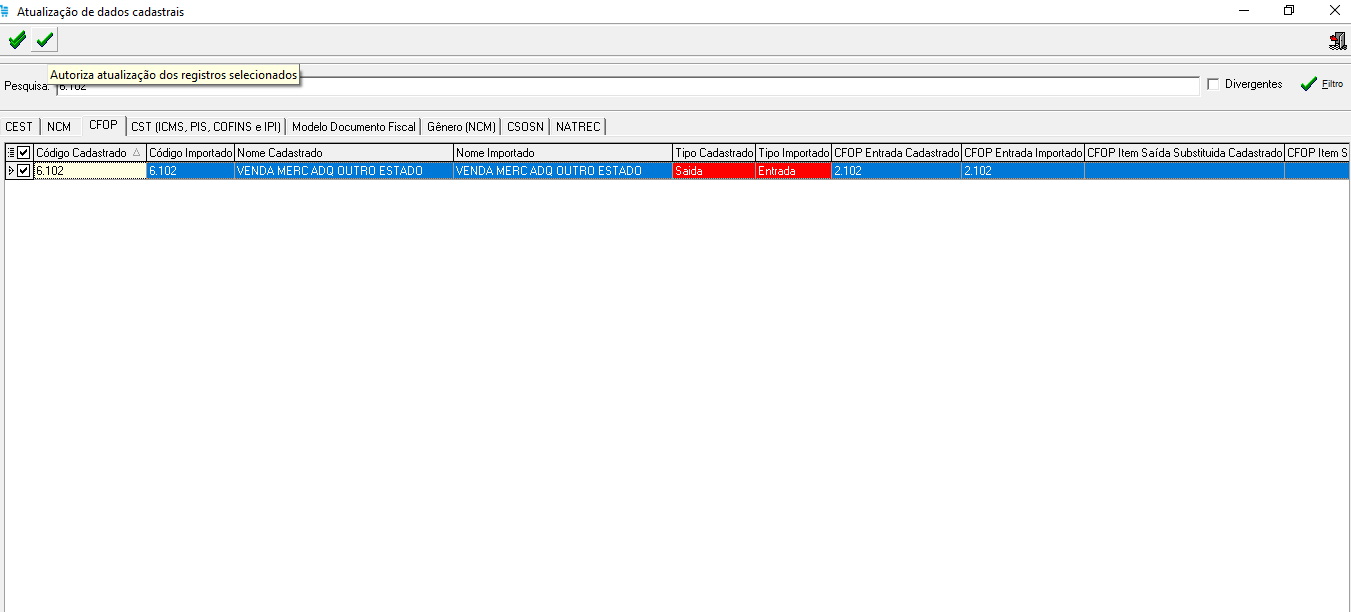 Atualização de dados cadastrais
Autoriza atualização dos registros selecionados
Pesquisa: 6.102
Divergentes
Filtro
CEST NCM CFOP CST (ICMS, PIS, COFINS e IPI) Modelo Documento Fiscal Gênero (NCM) CSOSN NATREC
Código Cadastrado Código Importado Nome Cadastrado Nome Importado Tipo Cadastrado Tipo Importado CFOP Entrada Cadastrado CFOP Entrada Importado CFOP Item Saída Substituida Cadastrado CFOP Item S
6.102 6.102 VENDA MERC ADQ OUTRO ESTADO VENDA MERC ADQ OUTRO ESTADO Saída Entrada 2.102 2.102